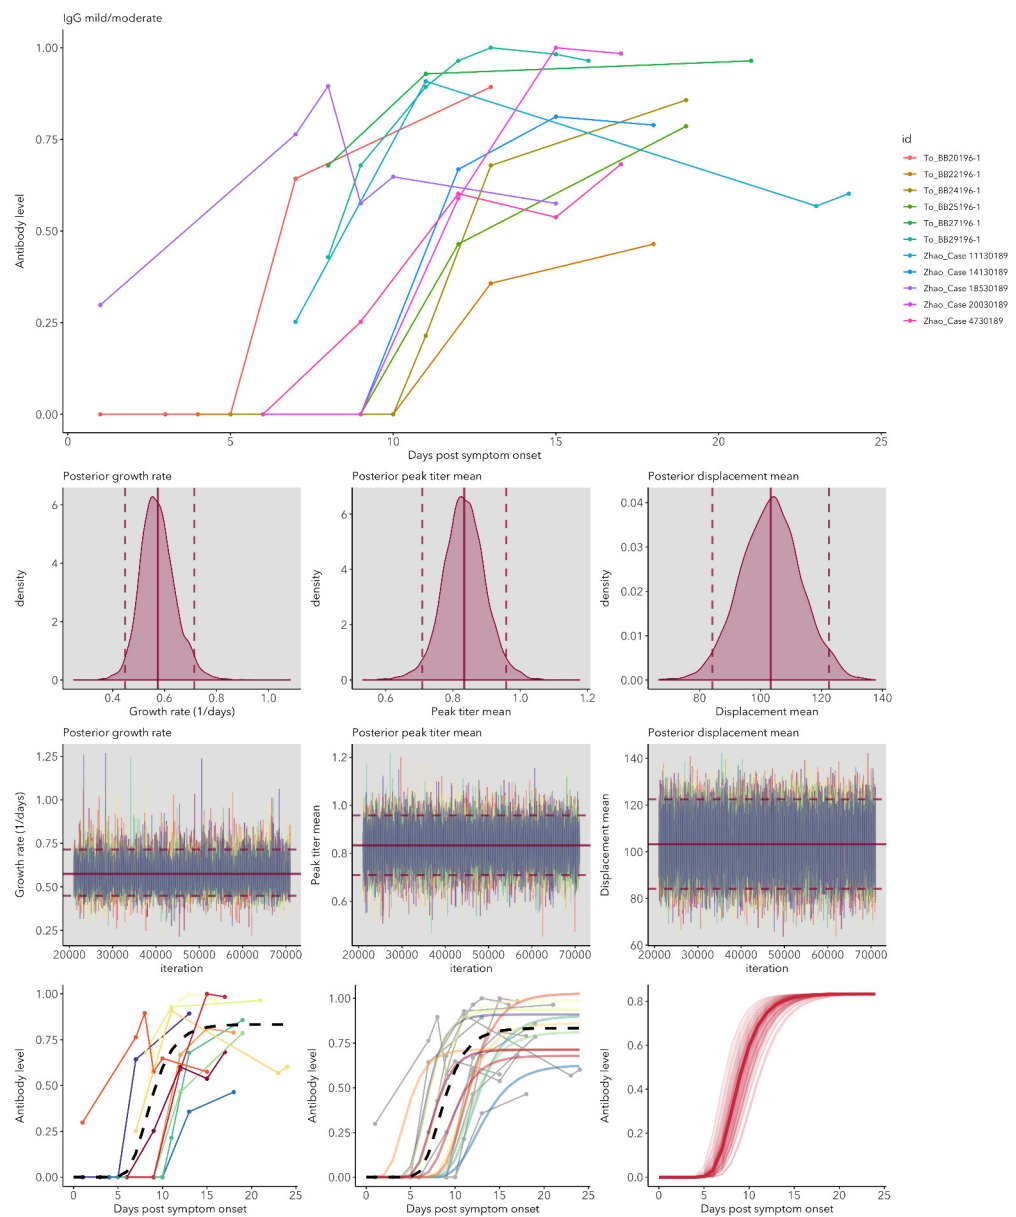 IgG mild/moderate
1.00
0.75
0.50
0.25
0.00
Antibody level
0
5
10
15
20
25
Days post symptom onset
id
To_BB20196-1
To_BB22196-1
To_BB24196-1
To_BB25196-1
To_BB27196-1
To_BB29196-1
Zhao_Case 11130189
Zhao_Case 14130189
Zhao_Case 18530189
Zhao_Case 20030189
Zhao_Case 4730189
Posterior growth rate
6
4
2
0
density
0.4
0.6
0.8
1.0
Growth rate (1/days)
Posterior peak titer mean
6
4
2
0
density
0.6
0.8
1.0
1.2
Peak titer mean
Posterior displacement mean
0.04
0.03
0.02
0.01
0.00
density
80
100
120
140
Displacement mean
Posterior growth rate
1.25
1.00
0.75
0.50
0.25
Growth rate (1/days)
20000
30000
40000
50000
60000
70000
iteration
Posterior peak titer mean
1.2
1.0
0.8
0.6
Peak titer mean
20000
30000
40000
50000
60000
70000
iteration
Posterior displacement mean
140
120
100
80
60
Displacement mean
20000
30000
40000
50000
60000
70000
iteration
1.00
0.75
0.50
0.25
0.00
Antibody level
0
5
10
15
20
25
Days post symptom onset
1.00
0.75
0.50
0.25
0.00
Antibody level
0
5
10
15
20
25
Days post symptom onset
0.8
0.6
0.4
0.2
0.0
Antibody level
0
5
10
15
20
25
Days post symptom onset